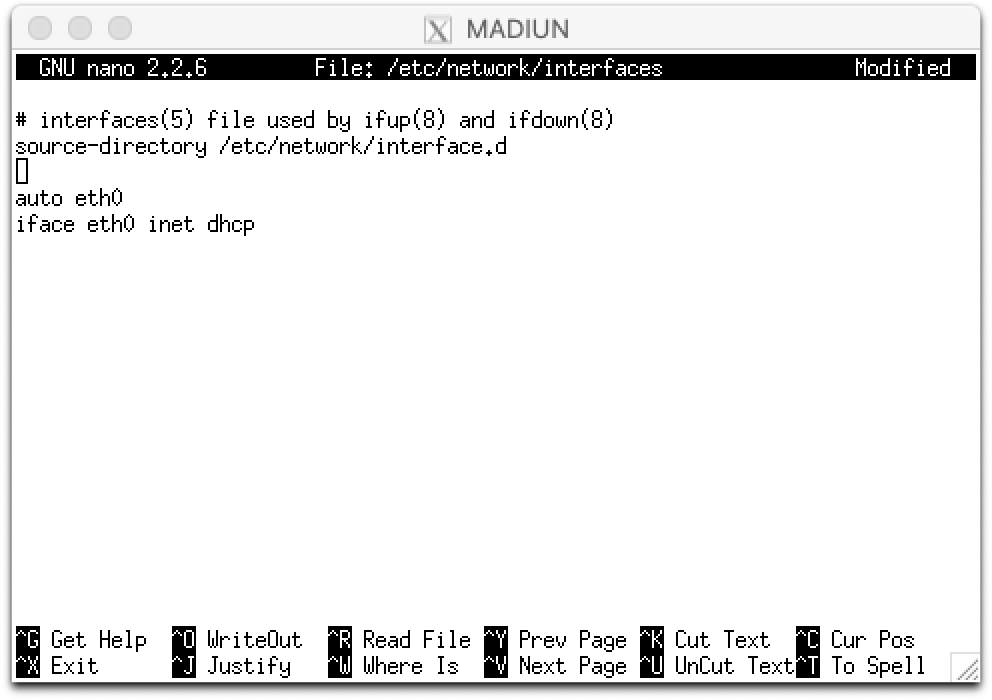 MADIUN
GNU nano 2.2.6 File: /etc/network/interfaces Modified
# interfaces(5) file used by ifup(8) and ifdown(8)
source-directory /etc/network/interface.d
auto eth0
iface eth0 inet dhcp
^G Get Help ^O WriteOut ^R Read File ^Y Prev Page ^K Cut Text ^C Cur Pos
^X Exit ^J Justify ^W Where Is ^V Next Page ^U UnCut Text ^T To Spell